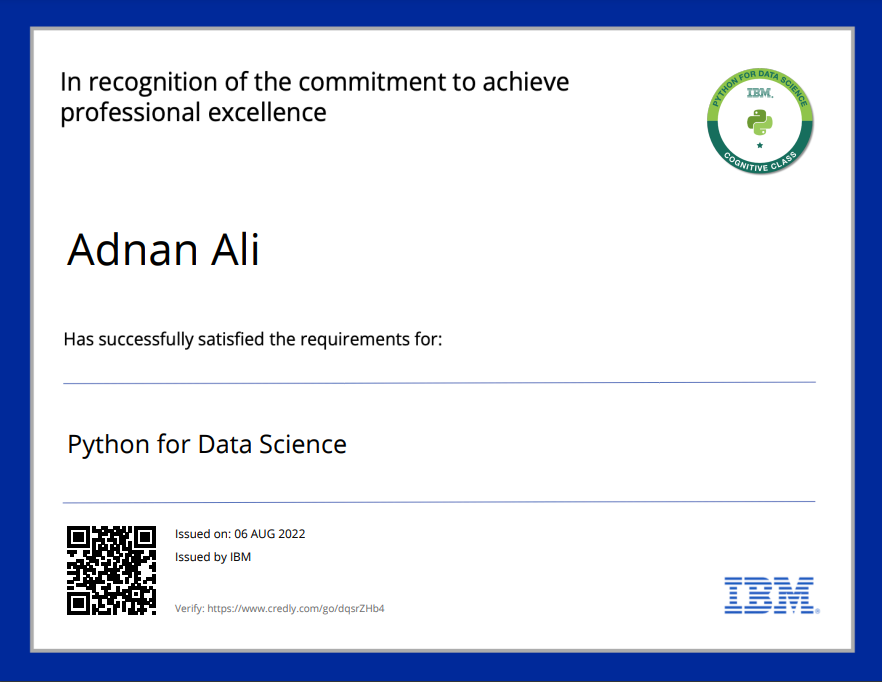 In recognition of the commitment to achieve
professional excellence
PYTHON FOR DATA SCIENCE
IBM.
COGNITIVE CLASS
Adnan Ali
Has successfully satisfied the requirements for:
Python for Data Science
Issued on: 06 AUG 2022
Issued by IBM
Verify: https://www.credly.com/go/dqsrZHb4
IBM®